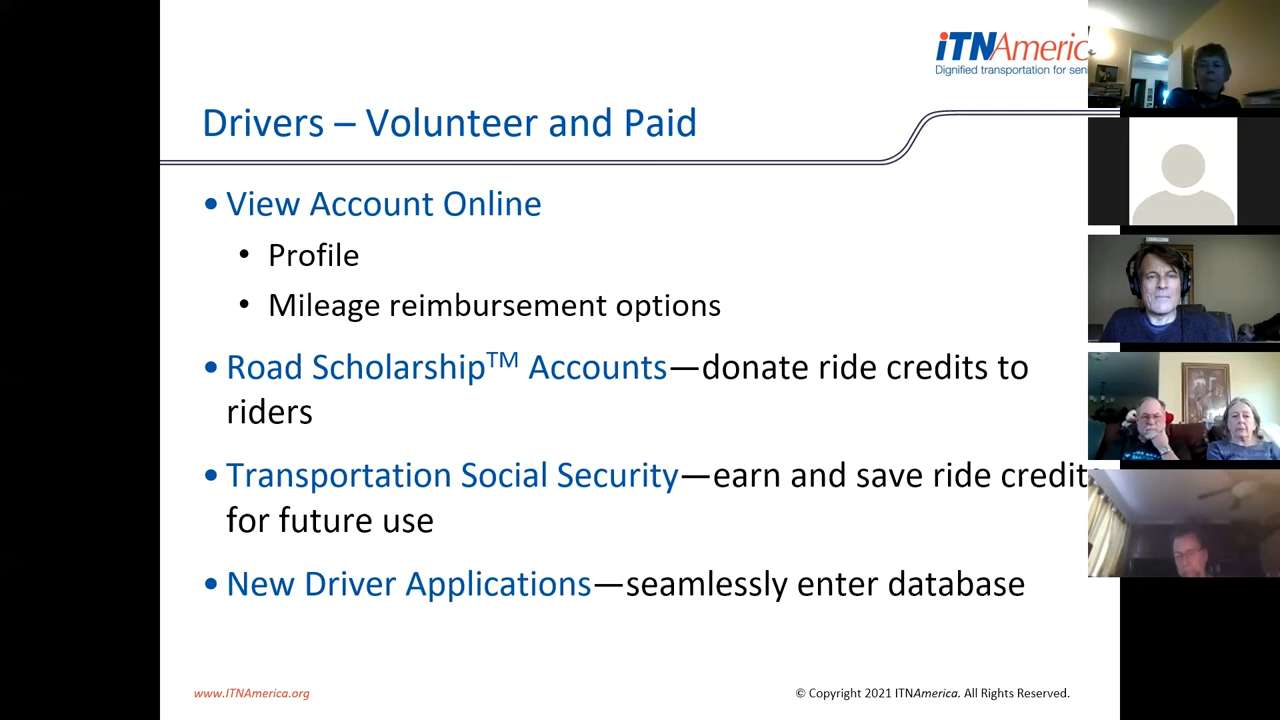 iTNAmeric
Dignified transportation for sen
Drivers – Volunteer and Paid
• View Account Online
• Profile
• Mileage reimbursement options
• Road Scholarship™ Accounts—donate ride credits to
riders
• Transportation Social Security—earn and save ride credits
for future use
• New Driver Applications—seamlessly enter database
www.ITNAmerica.org
© Copyright 2021 ITNAmerica. All Rights Reserved.